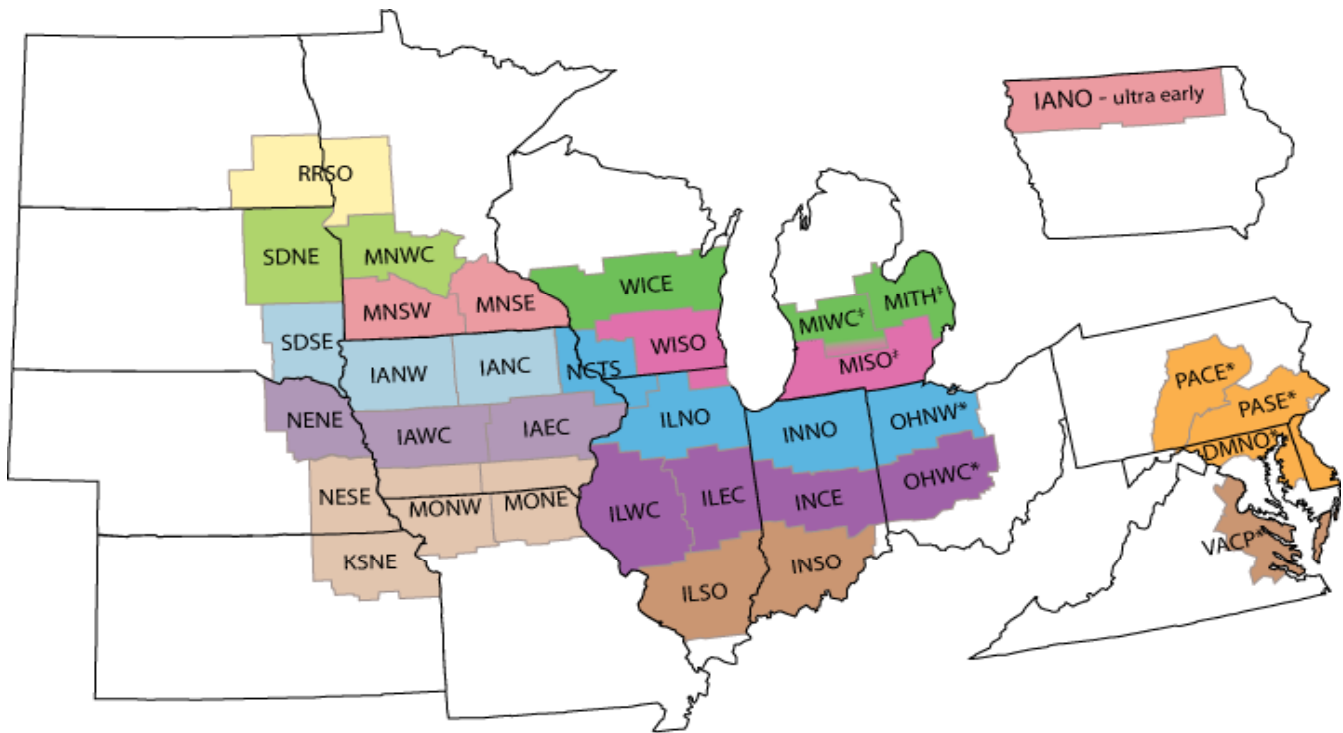 IANO - ultra early
RRSO
SDNE
MNWC
WICE
MITH‡
MNSW
MNSE
MIWC‡
SDSE
WISO
MISO‡
IANW
IANC
NCTS
PACE*
NENE
IAWC
IAEC
ILNO
INNO
OHNW*
PASE*
DMNO*
NESE
MONW
MONE
ILWC
ILEC
INCE
OHWC*
KSNE
ILSO
INSO
VACP*